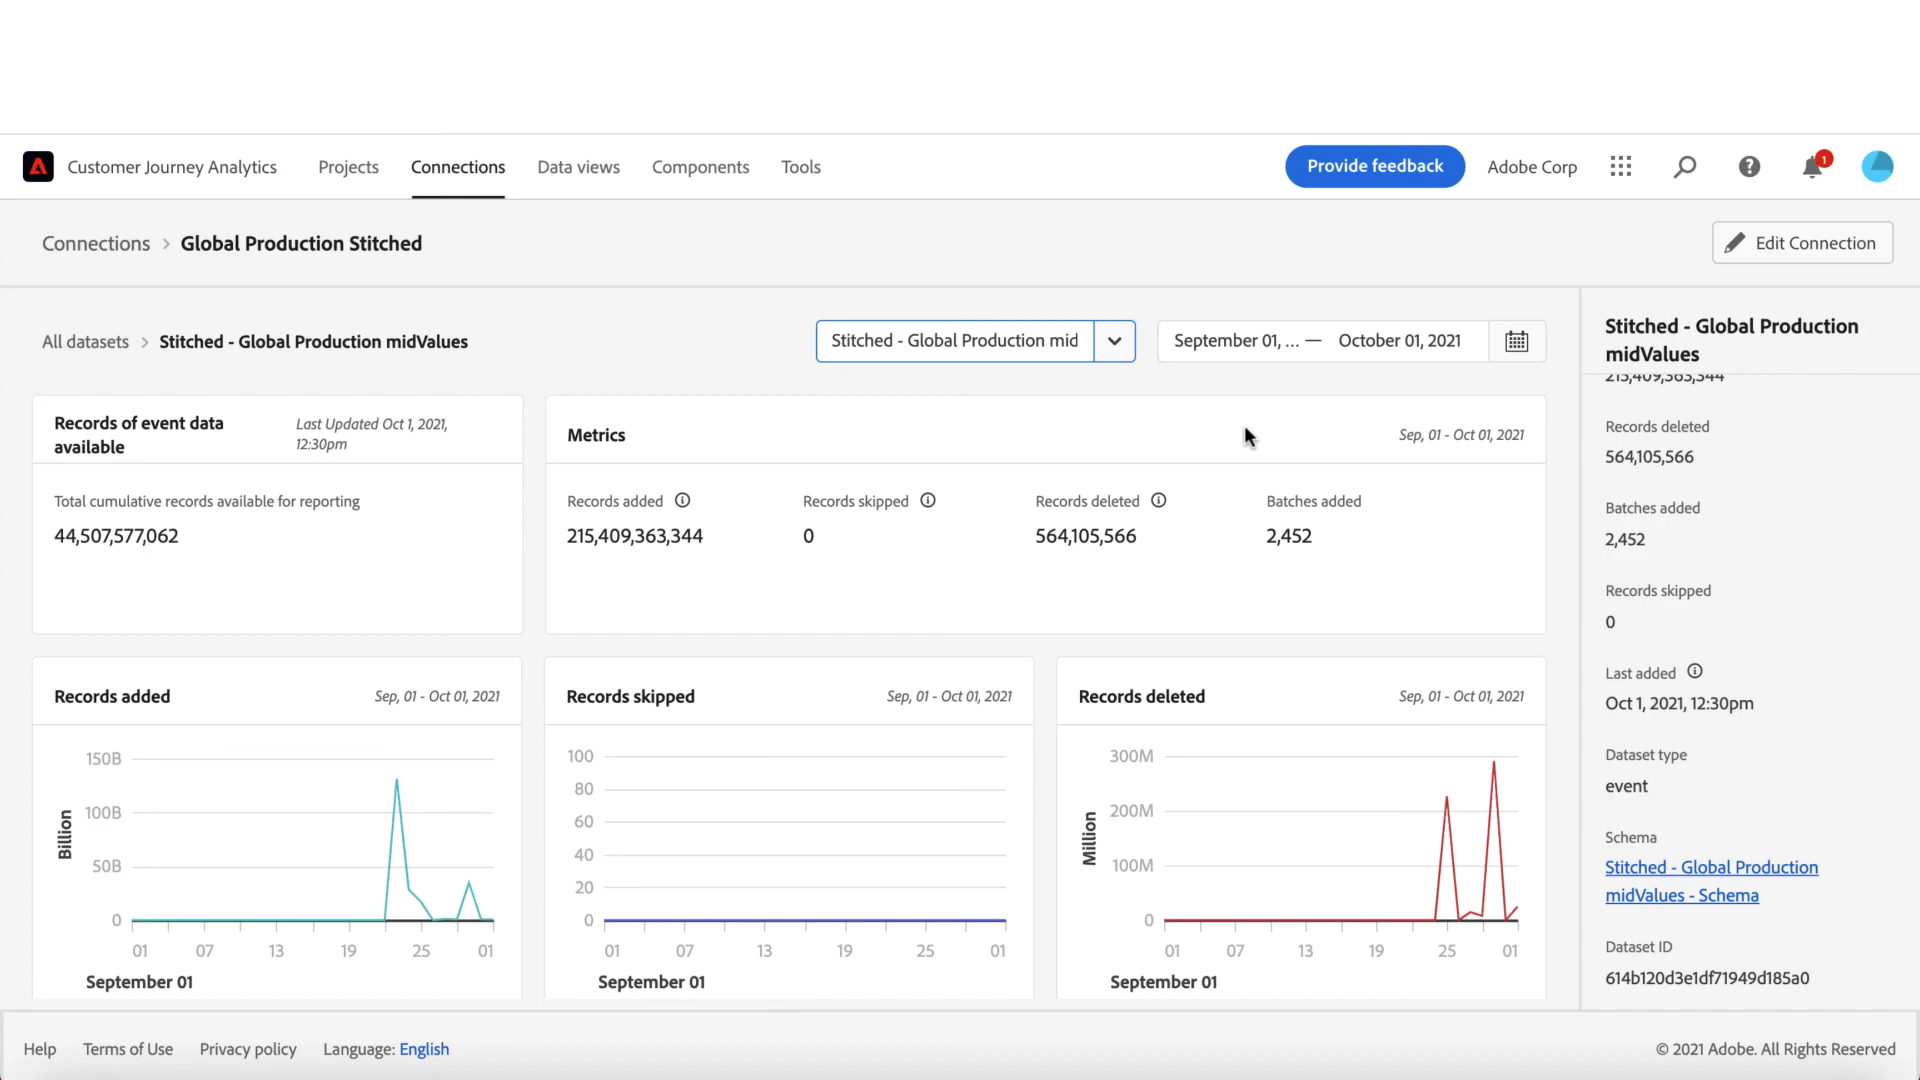 Customer Journey Analytics Projects Connections Data views Components Tools Provide feedback Adobe Corp 1
Connections > Global Production Stitched Edit Connection
All datasets > Stitched - Global Production midValues
Stitched - Global Production mid
September 01, ... — October 01, 2021
Records of event data
available
Last Updated Oct 1, 2021,
12:30pm
Total cumulative records available for reporting
44,507,577,062
Metrics
Sep, 01 - Oct 01, 2021
Records added Records skipped Records deleted Batches added
215,409,363,344 0 564,105,566 2,452
Records added
Sep, 01 - Oct 01, 2021
Billion
150B
100B
50B
0
01 07 13 19 25 01
September 01
Records skipped
Sep, 01 - Oct 01, 2021
100
80
60
40
20
0
01 07 13 19 25 01
September 01
Records deleted
Sep, 01 - Oct 01, 2021
Million
300M
200M
100M
0
01 07 13 19 25 01
September 01
Stitched - Global Production
midValues
215,409,363,344
Records deleted
564,105,566
Batches added
2,452
Records skipped
0
Last added
Oct 1, 2021, 12:30pm
Dataset type
event
Schema
Stitched - Global Production
midValues - Schema
Dataset ID
614b120d3e1df71949d185a0
Help Terms of Use Privacy policy Language: English
© 2021 Adobe. All Rights Reserved